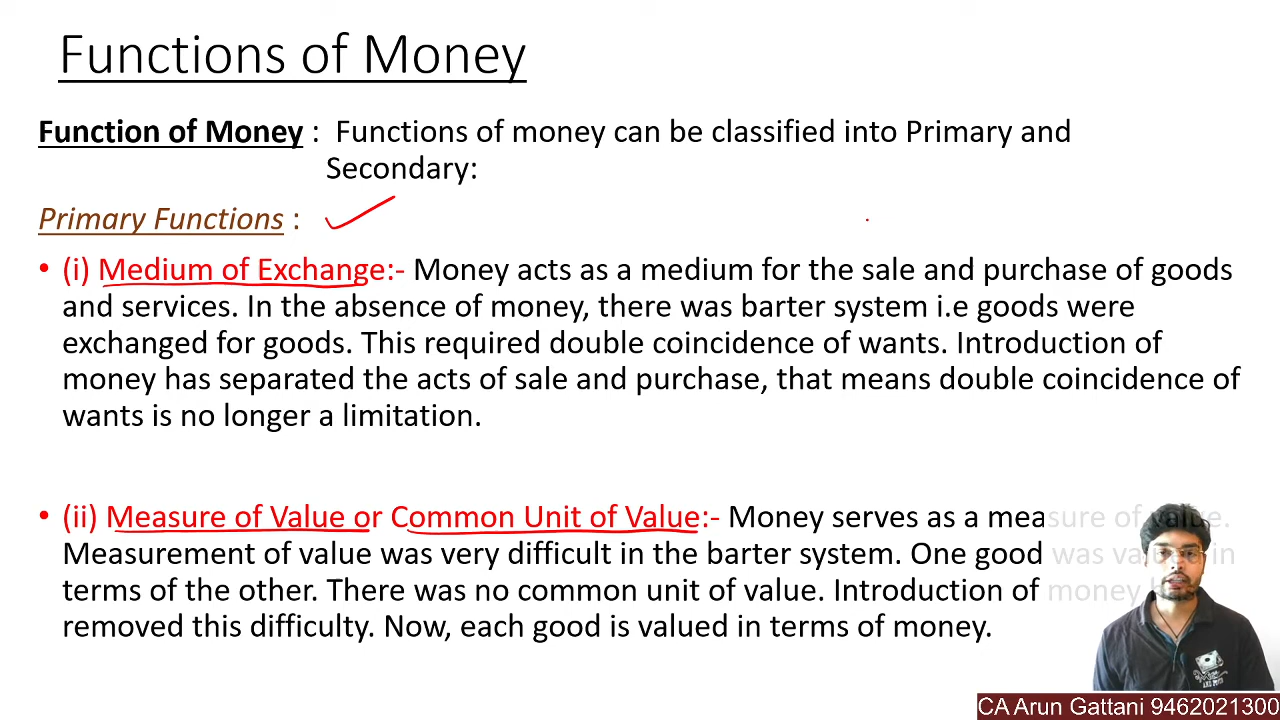 Functions of Money
Function of Money : Functions of money can be classified into Primary and
Secondary:
Primary Functions :
• (i) Medium of Exchange:- Money acts as a medium for the sale and purchase of goods
and services. In the absence of money, there was barter system i.e goods were
exchanged for goods. This required double coincidence of wants. Introduction of
money has separated the acts of sale and purchase, that means double coincidence of
wants is no longer a limitation.
• (ii) Measure of Value or Common Unit of Value:- Money serves as a measure of value.
Measurement of value was very difficult in the barter system. One good was valued in
terms of the other. There was no common unit of value. Introduction of money has
removed this difficulty. Now, each good is valued in terms of money.
CA Arun Gattani 9462021300